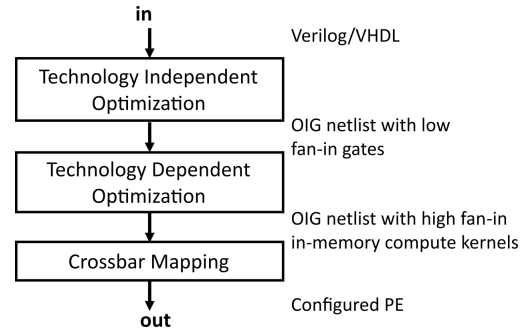 in
Verilog/VHDL
Technology Independent
Optimization
OIG netlist with low
fan-in gates
Technology Dependent
Optimization
OIG netlist with high fan-in
in-memory compute kernels
Crossbar Mapping
Configured PE
out